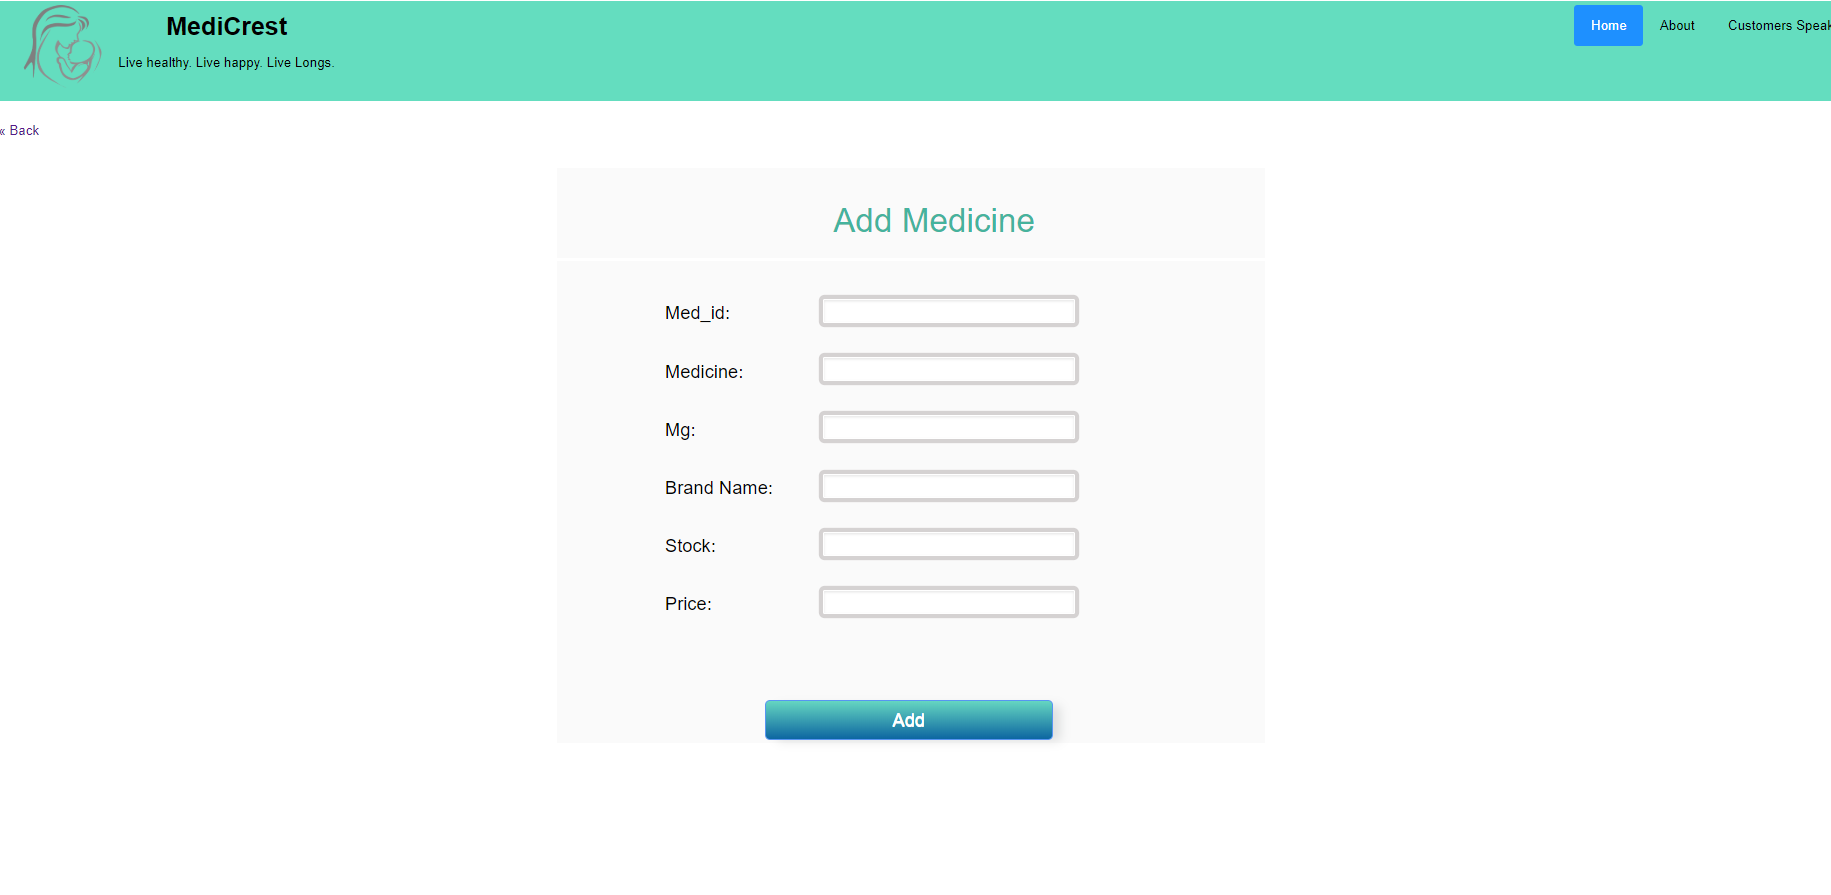 MediCrest
Live healthy. Live happy. Live Longs.
Home
About
Customers Speak
« Back
Add Medicine
Med_id:
Medicine:
Mg:
Brand Name:
Stock:
Price:
Add